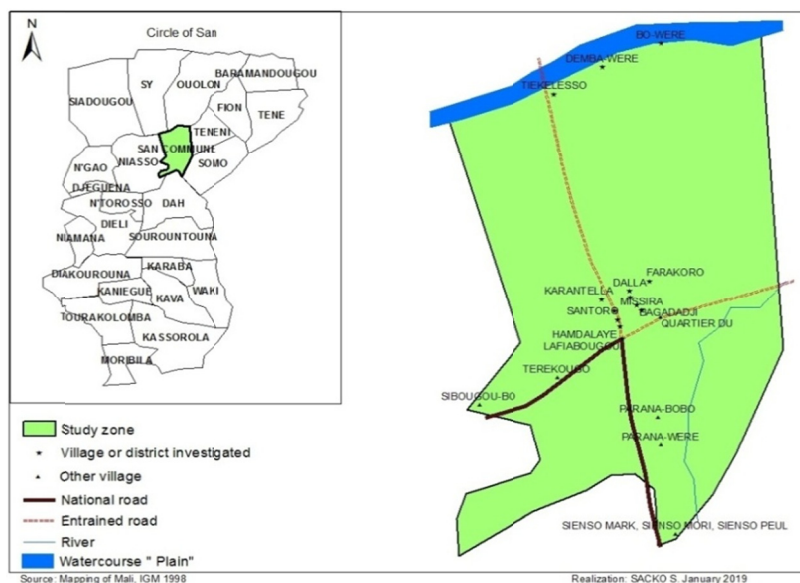 N
Circle of San
BARAMANDOUGOU
SY
OUOLON
SIADOUGOU
FION
TENE
TENENI
SAN COMMUNE
NIASSO
SOMO
N'GAO
DJEGUENA
N'TOROSSO
DAH
DIELI
NIAMANA
SOUROUNTOUNA
DIAKOUROUNA
KARABA
KANIEGUE
WAKI
KAVA
TOURAKOLOMBA
KASSOROLA
MORIBILA
BO-WERE
DEMBA-WERE
TIEKELESSO
FARAKORO
DALLA
KARANTELLA
MISSIRA
SANTORO
BAGADADJI
QUARTIER DU
HAMDALAYE
LAFIABOUGOU
TEREKOUGO
SIBOUGOU-B0
PARANA-BOBO
PARANA-WERE
SIENSO MARK, SIENSO MORI, SIENSO PEUL
Study zone
Village or district investigated
Other village
National road
Entrained road
River
Watercourse " Plain"
Source: Mapping of Mali, IGM 1998
Realization: SACKO S. January 2019